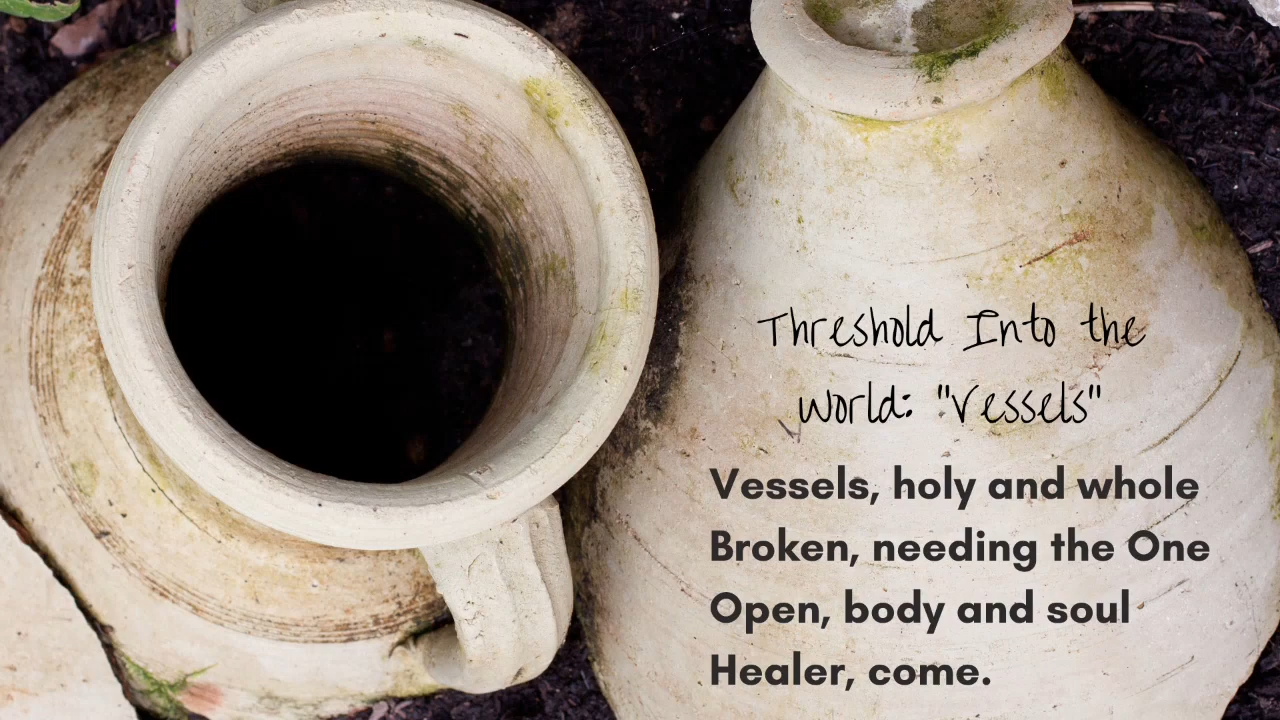 Threshold Into the
World: "Vessels"
Vessels, holy and whole
Broken, needing the One
Open, body and soul
Healer, come.